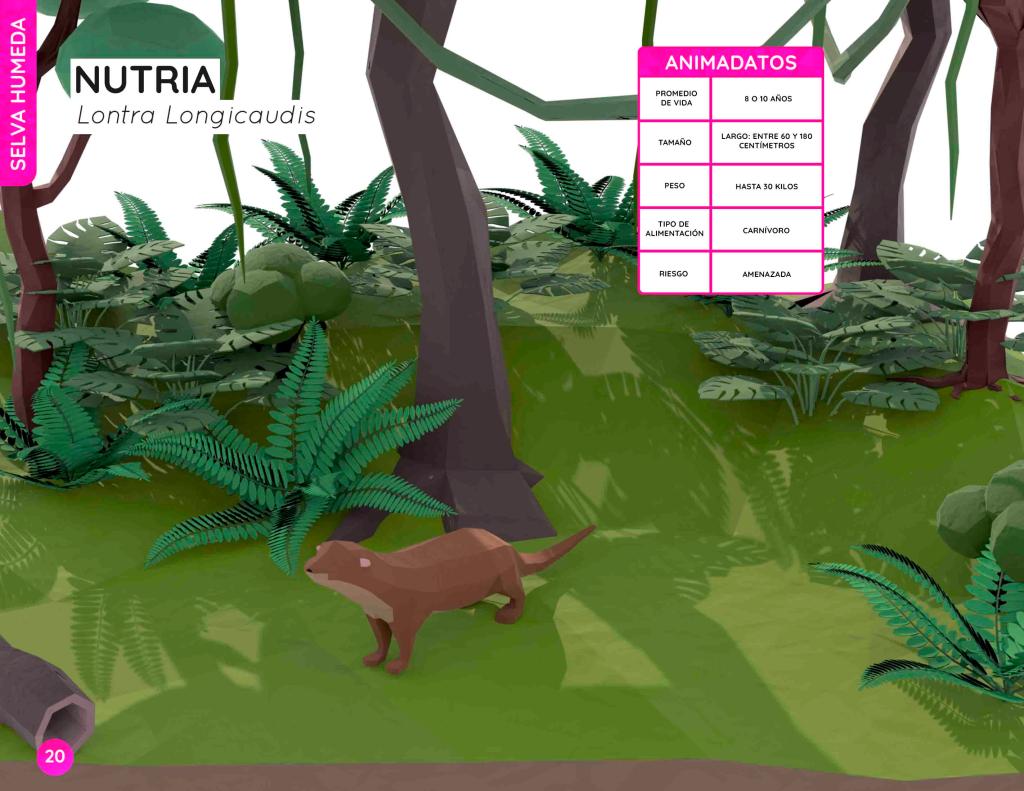 SELVA HUMEDA
NUTRIA
Lontra Longicaudis
ANIMADATOS
PROMEDIO
DE VIDA
8 O 10 AÑOS
TAMAÑO
LARGO: ENTRE 60 Y 180
CENTÍMETROS
PESO
HASTA 30 KILOS
TIPO DE
ALIMENTACIÓN
CARNÍVORO
RIESGO
AMENAZADA
20